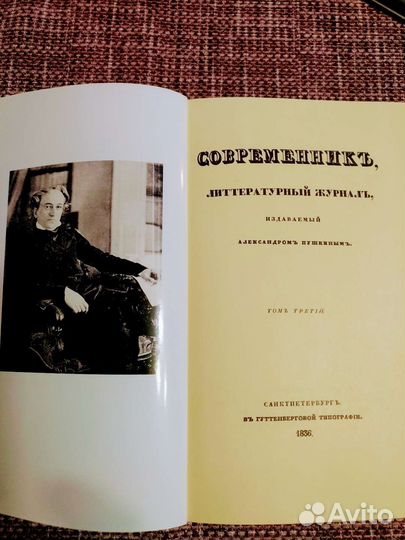 СОВРЕМЕННИКЪ,
ЛИТТЕРАТУРНЫЙ ЖУРНАЛЪ,
ИЗДАВАЕМЫЙ
АЛЕКСАНДРОМЪ ПУШКИНЫМЪ.
ТОМЪ ТРЕТІЙ.
САНКТПЕТЕРБУРГЪ.
ВЪ ГУТТЕНБЕРГОВОЙ ТИПОГРАФІИ.
1836.
Avito